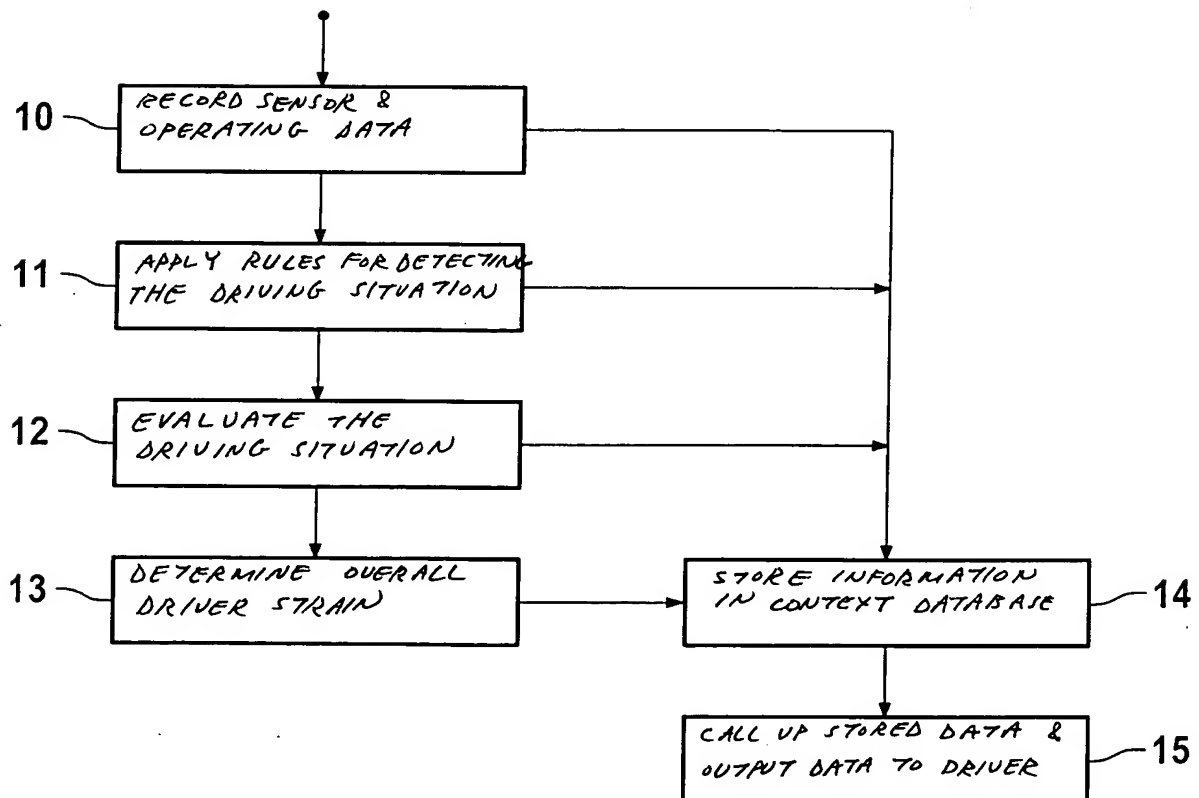 10
RECORD SENSOR &
OPERATING DATA
11
APPLY RULES FOR DETECTING
THE DRIVING SITUATION
12
EVALUATE THE
DRIVING SITUATION
13
DETERMINE OVERALL
DRIVER STRAIN
STORE INFORMATION
IN CONTEXT DATABASE
14
CALL UP STORED DATA &
OUTPUT DATA TO DRIVER
15